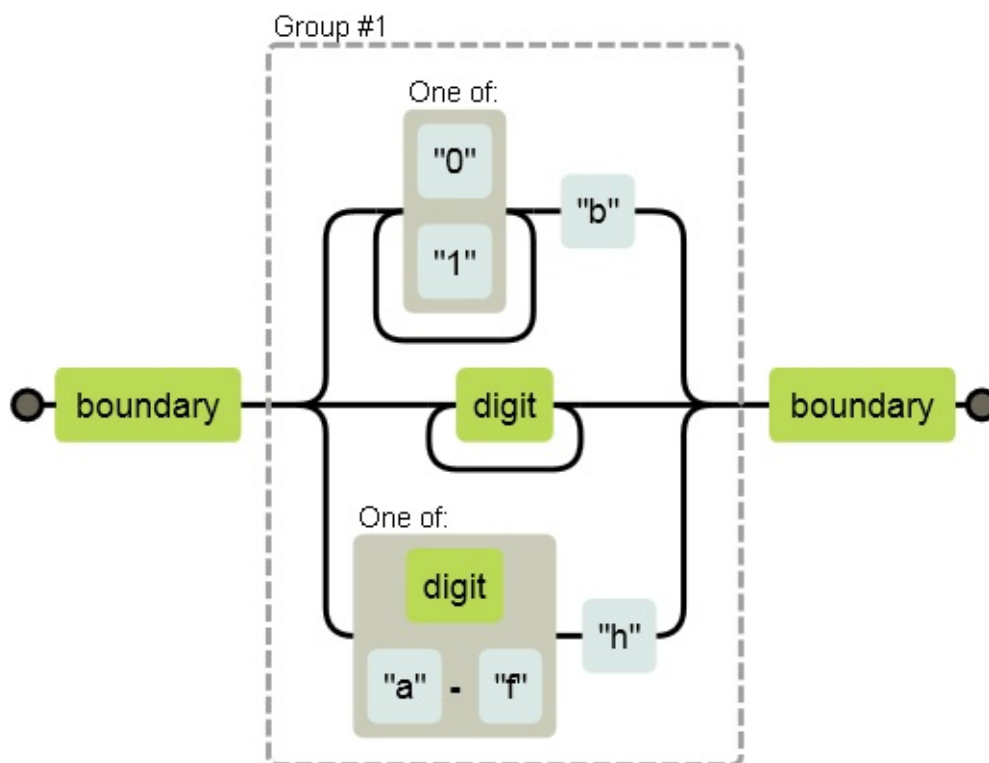 Group #1
One of:
"0"
"b"
"1"
boundary
digit
boundary
One of:
digit
"h"
"a" - "f"